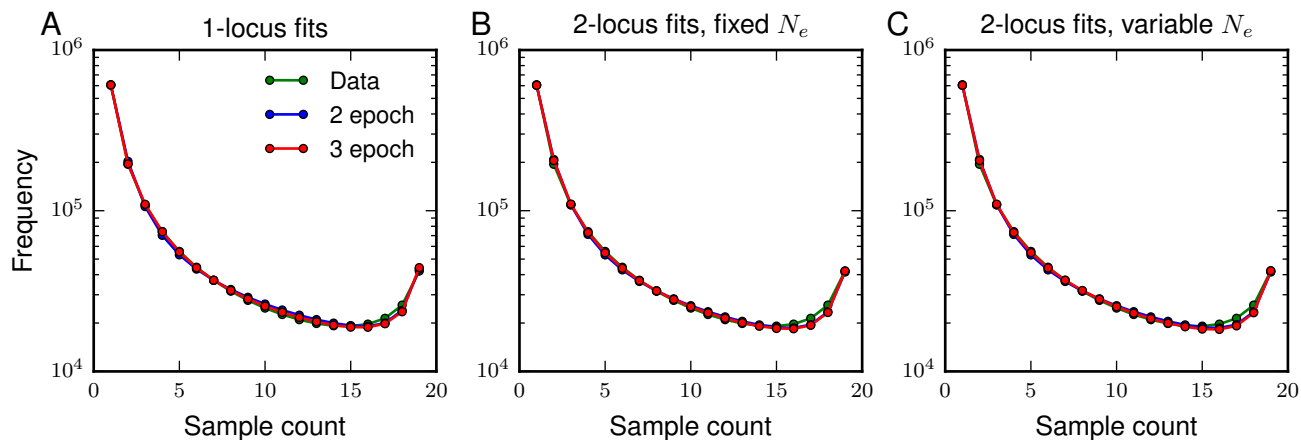 A
1-locus fits
10^6
10^5
10^4
Frequency
Data
2 epoch
3 epoch
0 5 10 15 20
Sample count
B
2-locus fits, fixed N_e
10^6
10^5
10^4
0 5 10 15 20
Sample count
C
2-locus fits, variable N_e
10^6
10^5
10^4
0 5 10 15 20
Sample count